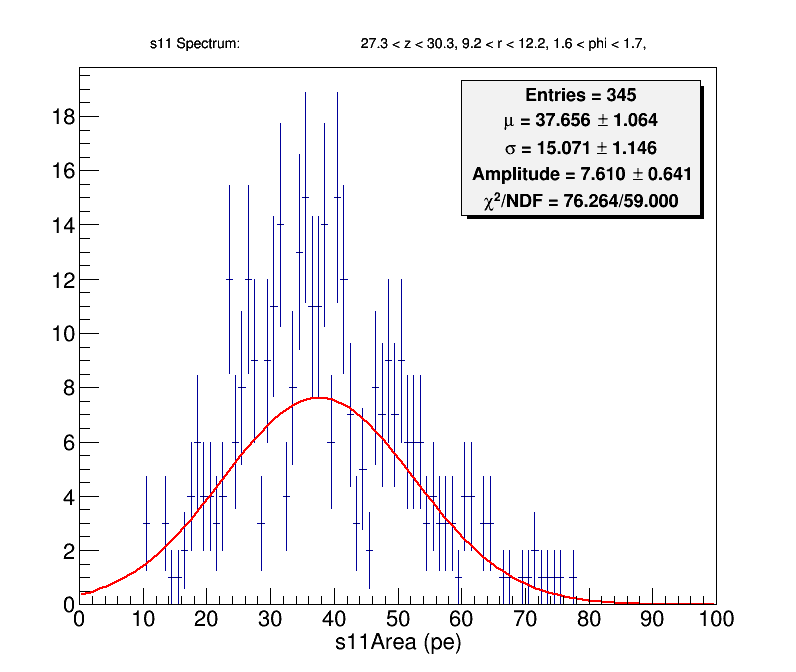 s11 Spectrum: 27.3 < z < 30.3, 9.2 < r < 12.2, 1.6 < phi < 1.7,
Entries = 345
μ = 37.656 ± 1.064
σ = 15.071 ± 1.146
Amplitude = 7.610 ± 0.641
χ²/NDF = 76.264/59.000
18
16
14
12
10
8
6
4
2
0
0 10 20 30 40 50 60 70 80 90 100
s11Area (pe)